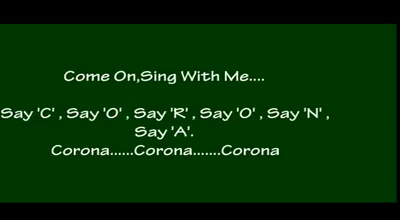 Come On,Sing With Me....
Say 'C' , Say 'O' , Say 'R' , Say 'O' , Say 'N' ,
Say 'A'.
Corona......Corona.......Corona